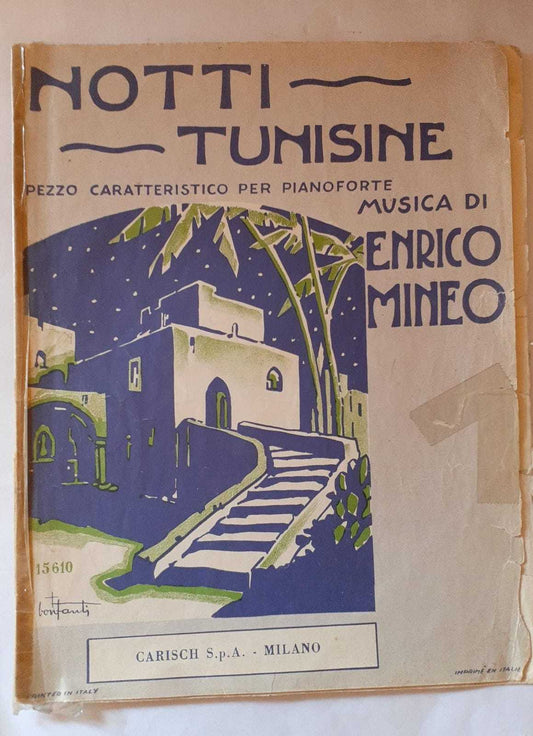 NOTTI
TUNISINE
PEZZO CARATTERISTICO PER PIANOFORTE
MUSICA DI
ENRICO
MINEO
15610
bonfanti
CARISCH S.p.A. - MILANO
PRINTED IN ITALY
IMPRIMÉ EN ITALIE